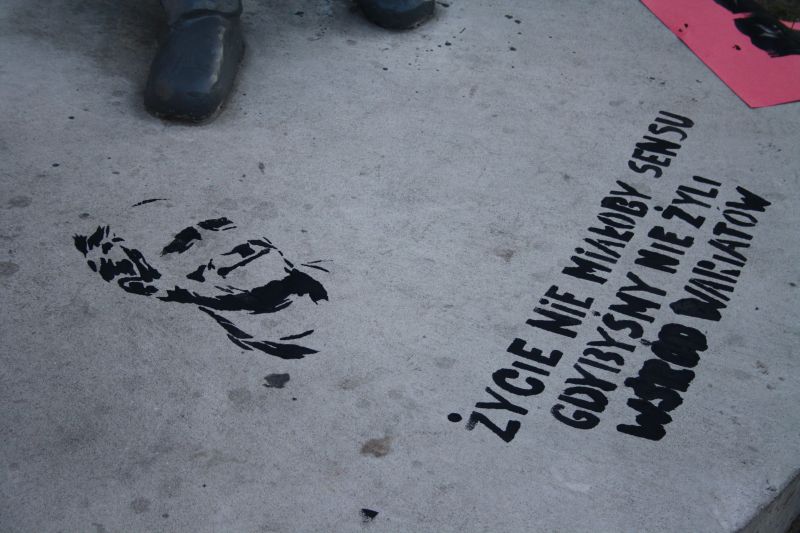 ŻYCIE NIE MIAŁOBY SENSU
GDYBYŚMY NIE ŻYLI
WŚRÓD WARIATÓW